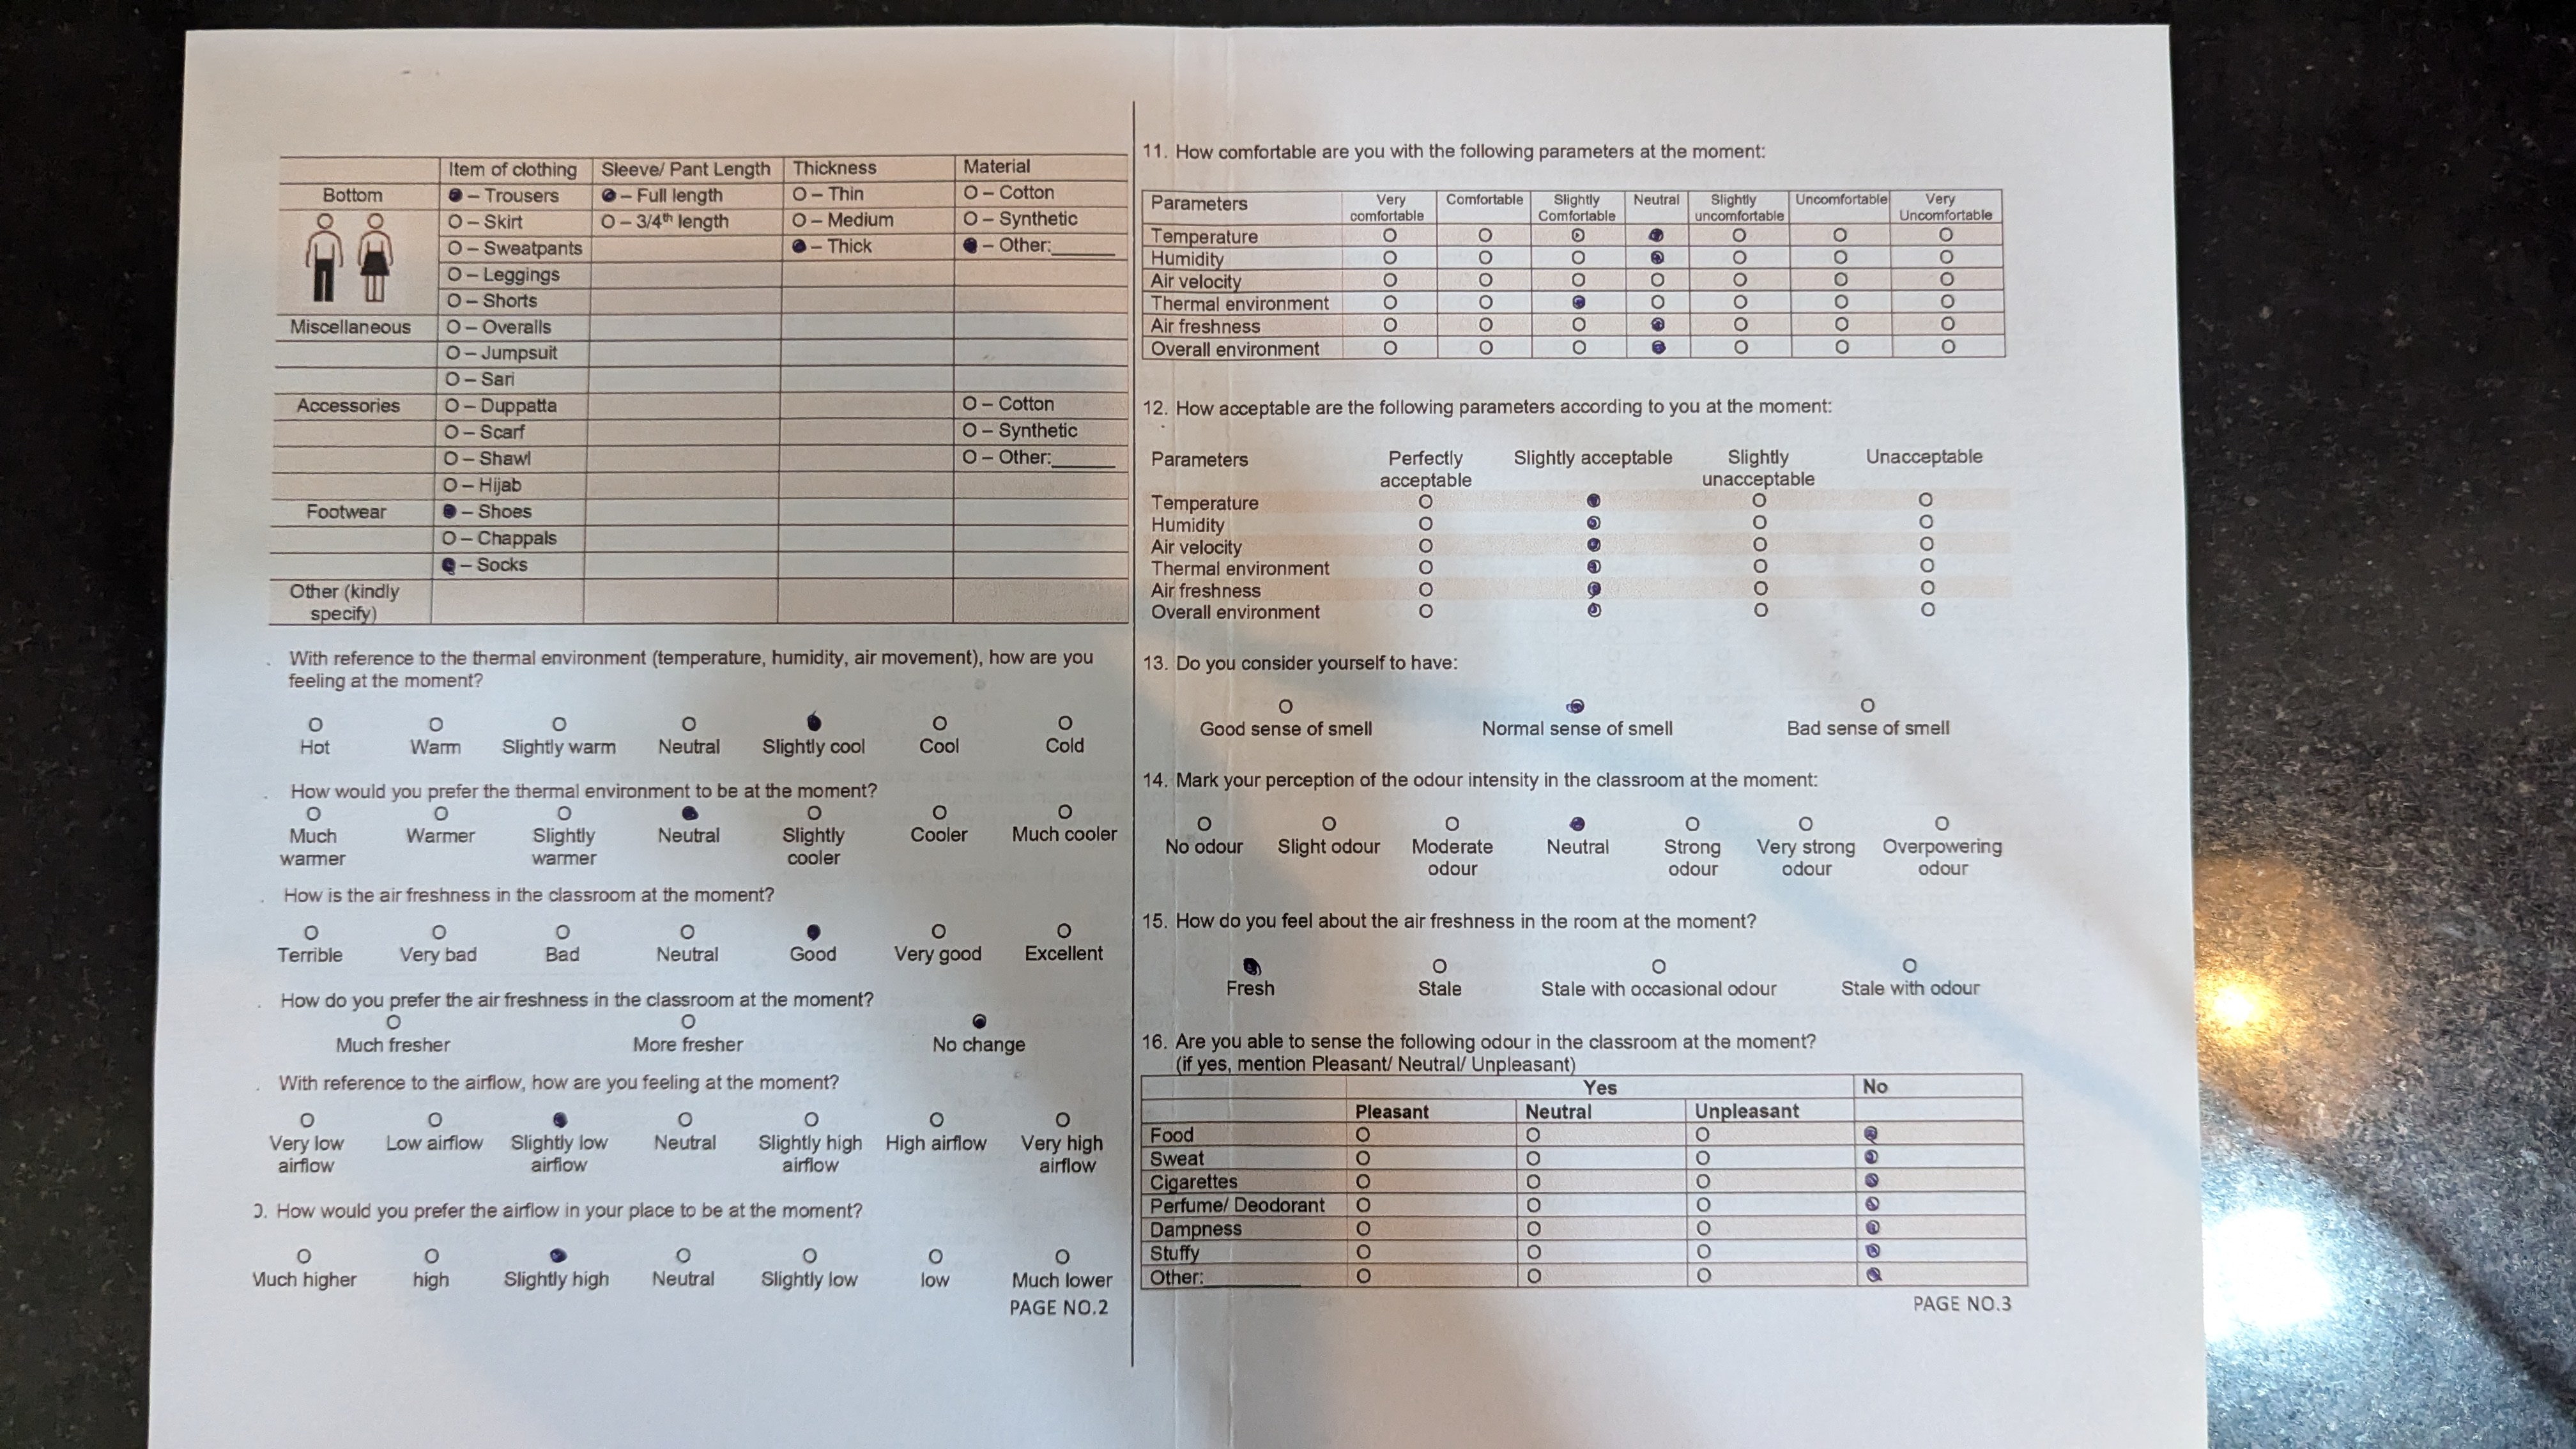 Item of clothing Sleeve/ Pant Length Thickness Material
Bottom – Trousers – Full length O – Thin O – Cotton
O – Skirt O – 3/4th length O – Medium O – Synthetic
O – Sweatpants – Thick – Other:______
O – Leggings
O – Shorts
Miscellaneous O – Overalls
O – Jumpsuit
O – Sari
Accessories O – Duppatta O – Cotton
O – Scarf O – Synthetic
O – Shawl O – Other:______
O – Hijab
Footwear – Shoes
O – Chappals
– Socks
Other (kindly
specify)
With reference to the thermal environment (temperature, humidity, air movement), how are you
feeling at the moment?
Hot Warm Slightly warm Neutral Slightly cool Cool Cold
How would you prefer the thermal environment to be at the moment?
Much Warmer Slightly Neutral Slightly Cooler Much cooler
warmer warmer cooler
How is the air freshness in the classroom at the moment?
Terrible Very bad Bad Neutral Good Very good Excellent
How do you prefer the air freshness in the classroom at the moment?
Much fresher More fresher No change
With reference to the airflow, how are you feeling at the moment?
Very low Low airflow Slightly low Neutral Slightly high High airflow Very high
airflow airflow airflow airflow
How would you prefer the airflow in your place to be at the moment?
Much higher high Slightly high Neutral Slightly low low Much lower
PAGE NO.2
11. How comfortable are you with the following parameters at the moment:
Parameters Very Comfortable Slightly Neutral Slightly Uncomfortable Very
comfortable Comfortable uncomfortable Uncomfortable
Temperature
Humidity
Air velocity
Thermal environment
Air freshness
Overall environment
12. How acceptable are the following parameters according to you at the moment:
Parameters Perfectly Slightly acceptable Slightly Unacceptable
acceptable unacceptable
Temperature
Humidity
Air velocity
Thermal environment
Air freshness
Overall environment
13. Do you consider yourself to have:
Good sense of smell Normal sense of smell Bad sense of smell
14. Mark your perception of the odour intensity in the classroom at the moment:
No odour Slight odour Moderate Neutral Strong Very strong Overpowering
odour odour odour odour
15. How do you feel about the air freshness in the room at the moment?
Fresh Stale Stale with occasional odour Stale with odour
16. Are you able to sense the following odour in the classroom at the moment?
(if yes, mention Pleasant/ Neutral/ Unpleasant)
Yes No
Pleasant Neutral Unpleasant
Food
Sweat
Cigarettes
Perfume/ Deodorant
Dampness
Stuffy
Other:__________
PAGE NO.3